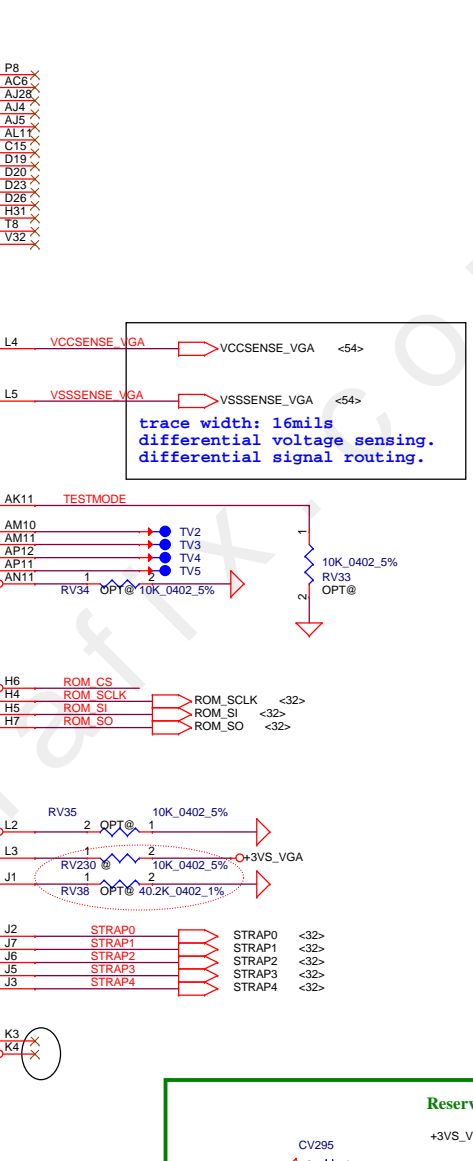 P8
AC6
AJ28
AJ4
AJ5
AL11
C15
D19
D20
D23
D26
H31
T8
V32
L4 VCCSENSE_VGA VCCSENSE_VGA <54>
L5 VSSSENSE_VGA VSSSENSE_VGA <54>
trace width: 16mils
differential voltage sensing.
differential signal routing.
AK11 TESTMODE
AM10 TV2
AM11 TV3
AP12 TV4
AP11 TV5
AN11 1 2
RV34 OPT@ 10K_0402_5%
1
10K_0402_5%
RV33
OPT@
2
H6 ROM_CS
H4 ROM_SCLK ROM_SCLK <32>
H5 ROM_SI ROM_SI <32>
H7 ROM_SO ROM_SO <32>
RV35 10K_0402_5%
L2 2 OPT@ 1
L3 1 2 +3VS_VGA
RV230 @ 10K_0402_5%
J1 1 2
RV38 OPT@ 40.2K_0402_1%
J2 STRAP0 STRAP0 <32>
J7 STRAP1 STRAP1 <32>
J6 STRAP2 STRAP2 <32>
J5 STRAP3 STRAP3 <32>
J3 STRAP4 STRAP4 <32>
K3
K4
Reserv
+3VS_V
CV295